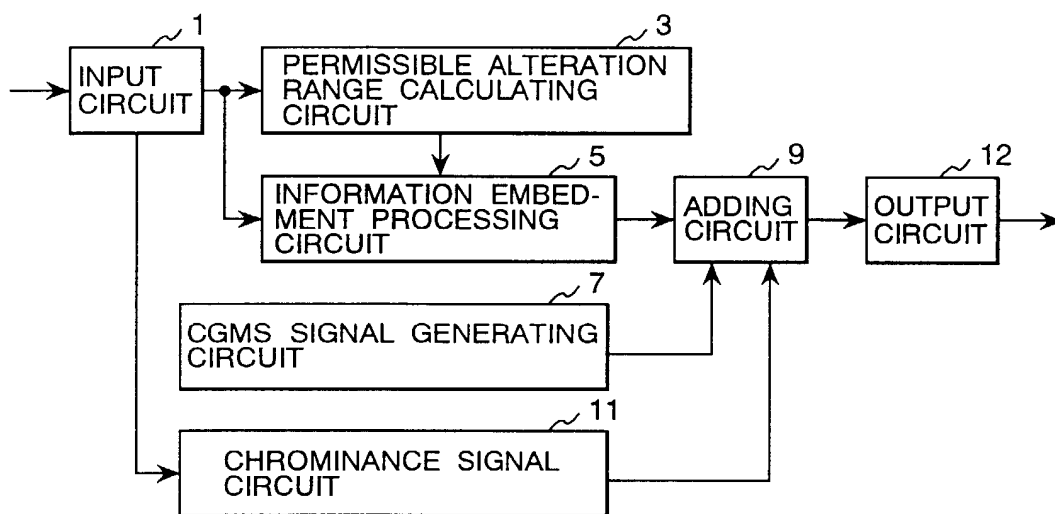 1
INPUT
CIRCUIT
3
PERMISSIBLE ALTERATION
RANGE CALCULATING
CIRCUIT
5
INFORMATION EMBED-
MENT PROCESSING
CIRCUIT
9
ADDING
CIRCUIT
12
OUTPUT
CIRCUIT
7
CGMS SIGNAL GENERATING
CIRCUIT
11
CHROMINANCE SIGNAL
CIRCUIT